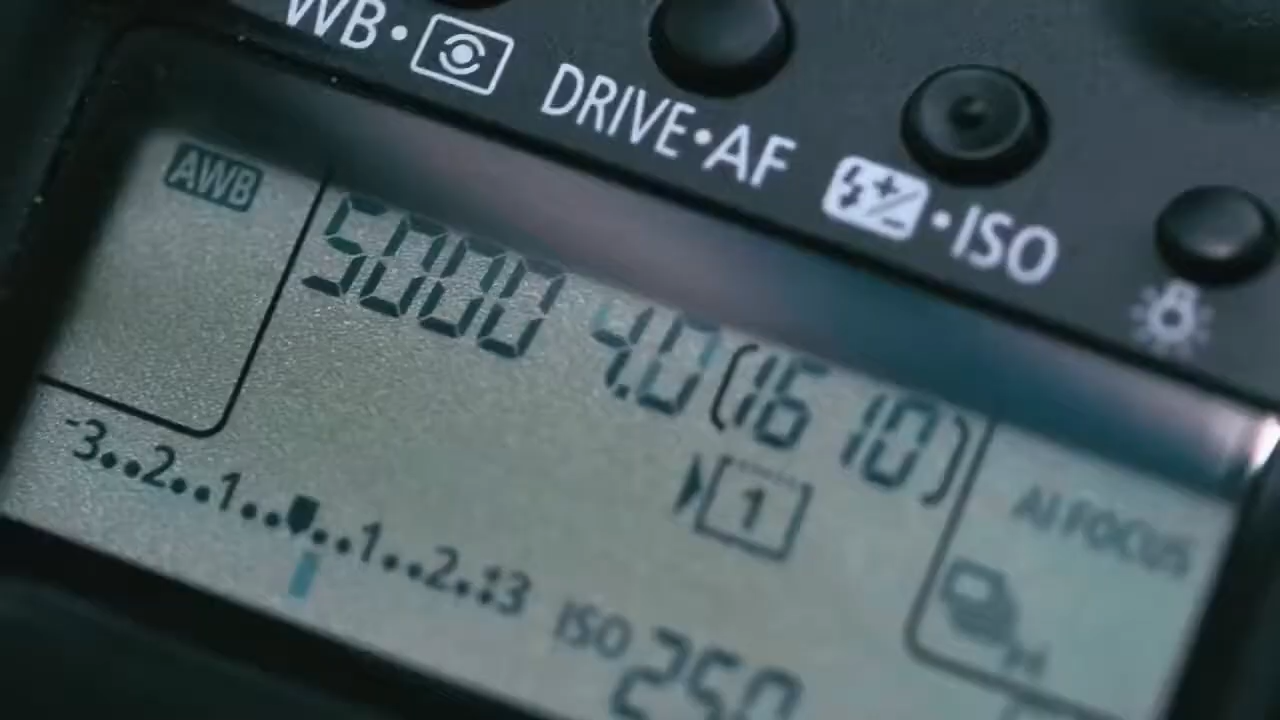 WB•
DRIVE•AF
•ISO
AWB
5000 4.0 (16 10)
1
AI FOCUS
-3..2..1..▼..1..2..:3
ISO 250
H